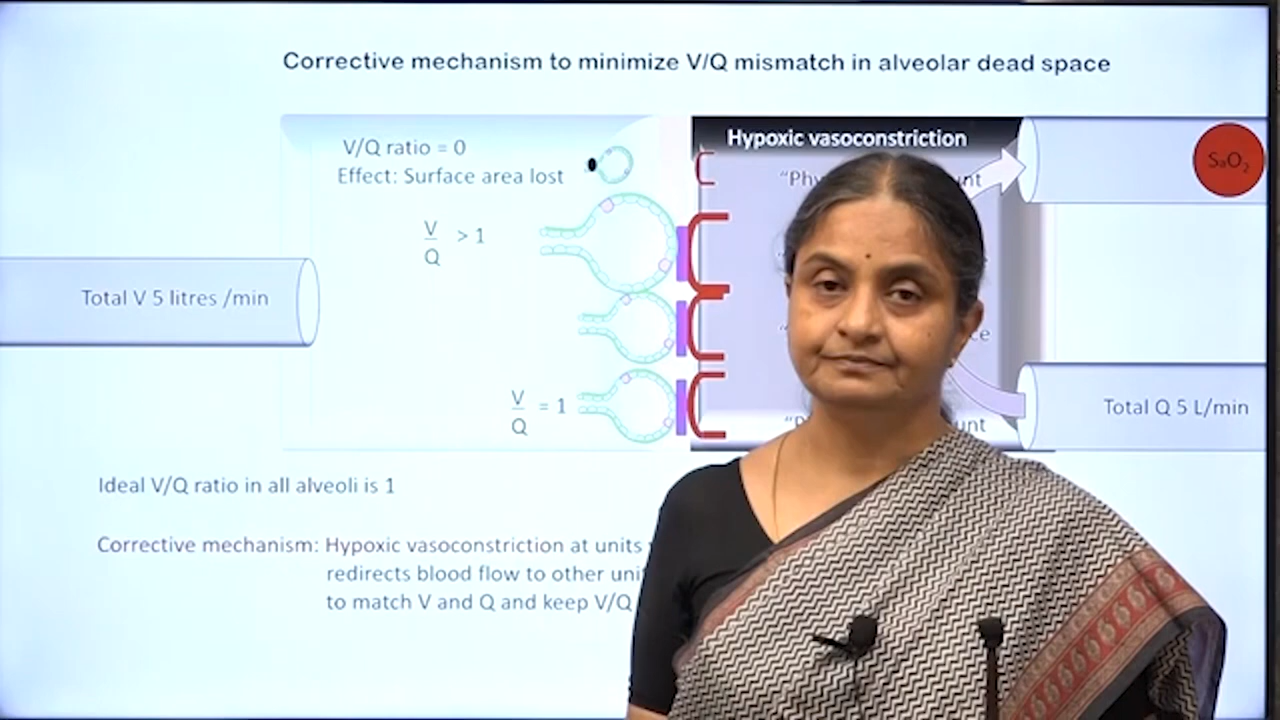 Corrective mechanism to minimize V/Q mismatch in alveolar dead space
V/Q ratio = 0
Effect: Surface area lost
Hypoxic vasoconstriction
SaO₂
V
Q
> 1
Total V 5 litres /min
V
Q
= 1
Total Q 5 L/min
Ideal V/Q ratio in all alveoli is 1
Corrective mechanism: Hypoxic vasoconstriction at units
redirects blood flow to other
to match V and Q and keep V/Q